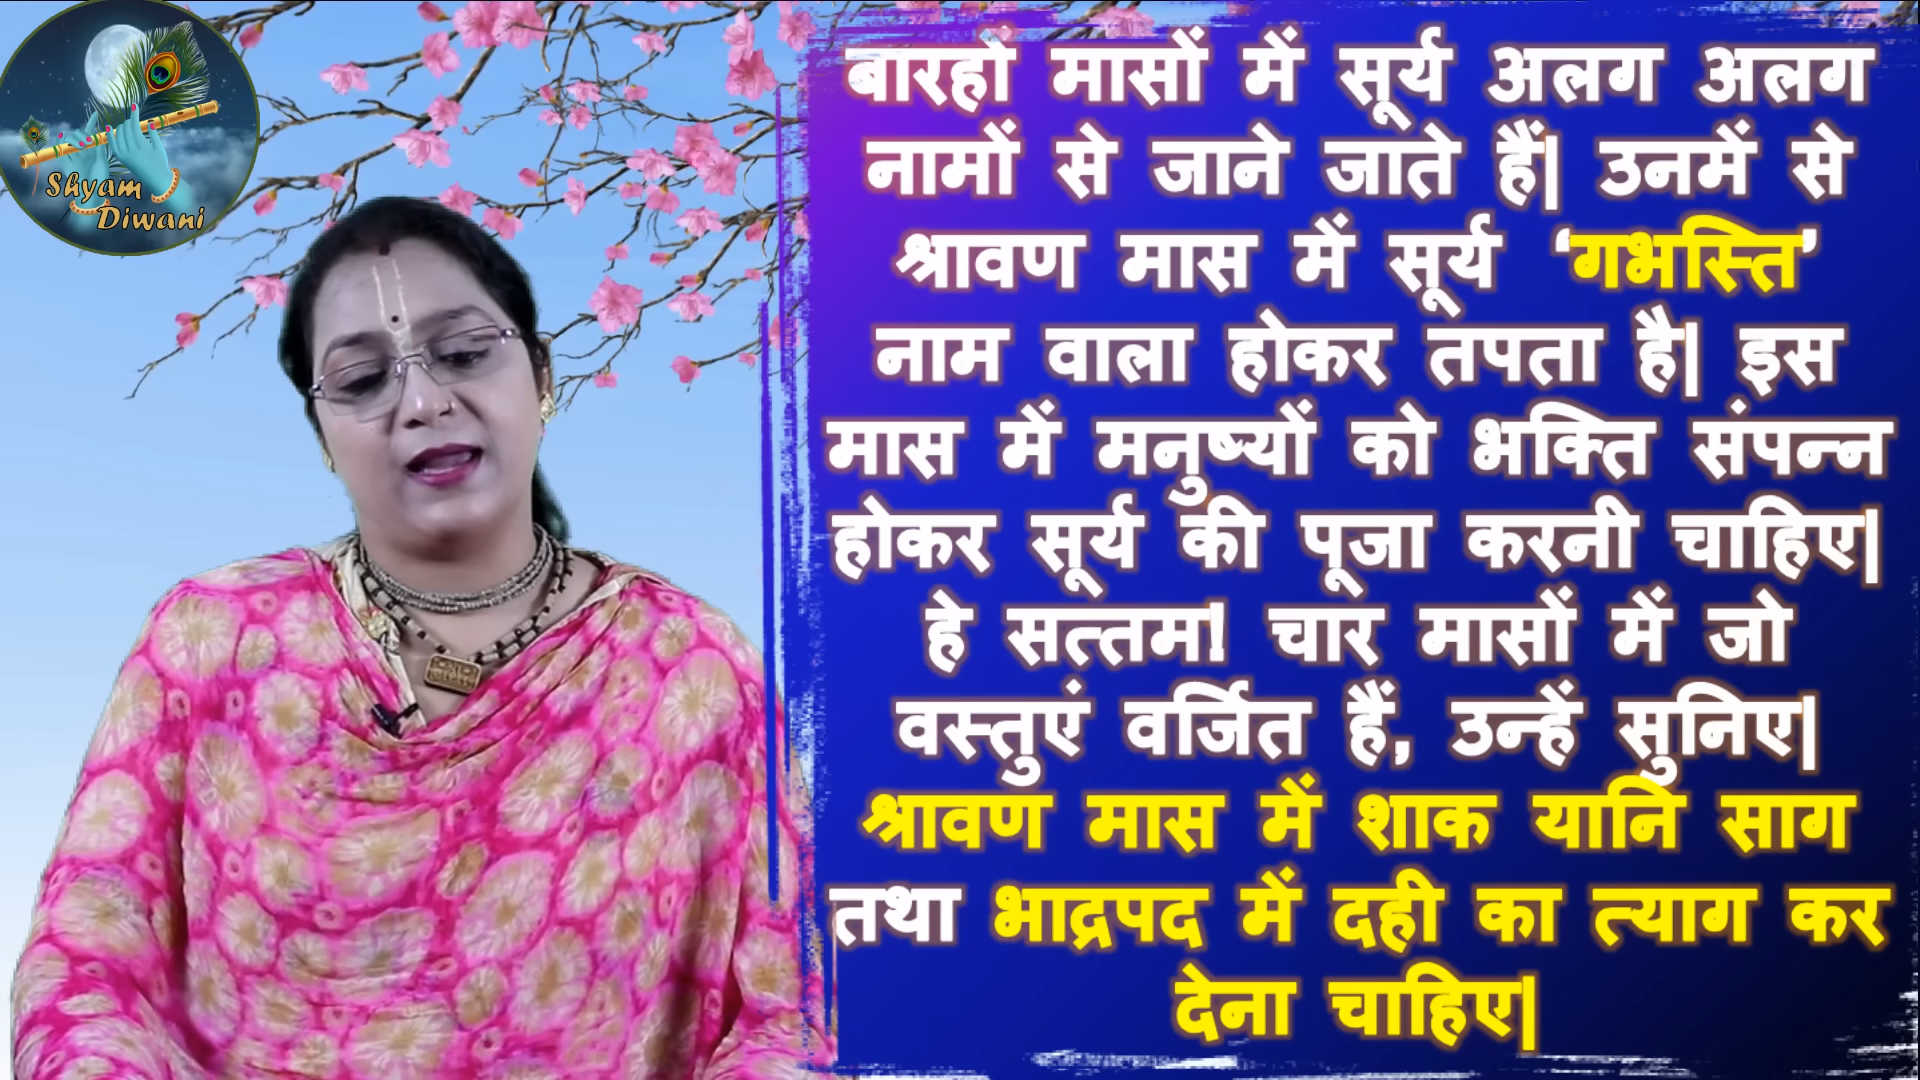 Shyam
Diwani
बारहों मासों में सूर्य अलग अलग
नामों से जाने जाते हैं| उनमें से
श्रावण मास में सूर्य ‘गभस्ति’
नाम वाला होकर तपता है| इस
मास में मनुष्यों को भक्ति संपन्न
होकर सूर्य की पूजा करनी चाहिए|
हे सत्तम! चार मासों में जो
वस्तुएं वर्जित हैं, उन्हें सुनिए|
श्रावण मास में शाक यानि साग
तथा भाद्रपद में दही का त्याग कर
देना चाहिए|